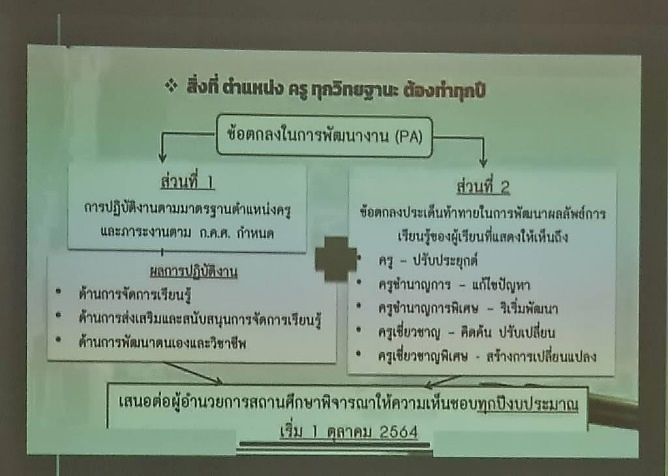 ❖ สิ่งที่ ตำแหน่ง ครู ทุกวิทยฐานะ ต้องทำทุกปี
ข้อตกลงในการพัฒนางาน (PA)
ส่วนที่ 1
การปฏิบัติงานตามมาตรฐานตำแหน่งครู
และภาระงานตาม ก.ค.ศ. กำหนด
ผลการปฏิบัติงาน
• ด้านการจัดการเรียนรู้
• ด้านการส่งเสริมและสนับสนุนการจัดการเรียนรู้
• ด้านการพัฒนาตนเองและวิชาชีพ
ส่วนที่ 2
ข้อตกลงประเด็นท้าทายในการพัฒนาผลลัพธ์การ
เรียนรู้ของผู้เรียนที่แสดงให้เห็นถึง
• ครู – ปรับประยุกต์
• ครูชำนาญการ – แก้ไขปัญหา
• ครูชำนาญการพิเศษ – ริเริ่มพัฒนา
• ครูเชี่ยวชาญ – คิดค้น ปรับเปลี่ยน
• ครูเชี่ยวชาญพิเศษ - สร้างการเปลี่ยนแปลง
เสนอต่อผู้อำนวยการสถานศึกษาพิจารณาให้ความเห็นชอบทุกปีงบประมาณ
เริ่ม 1 ตุลาคม 2564